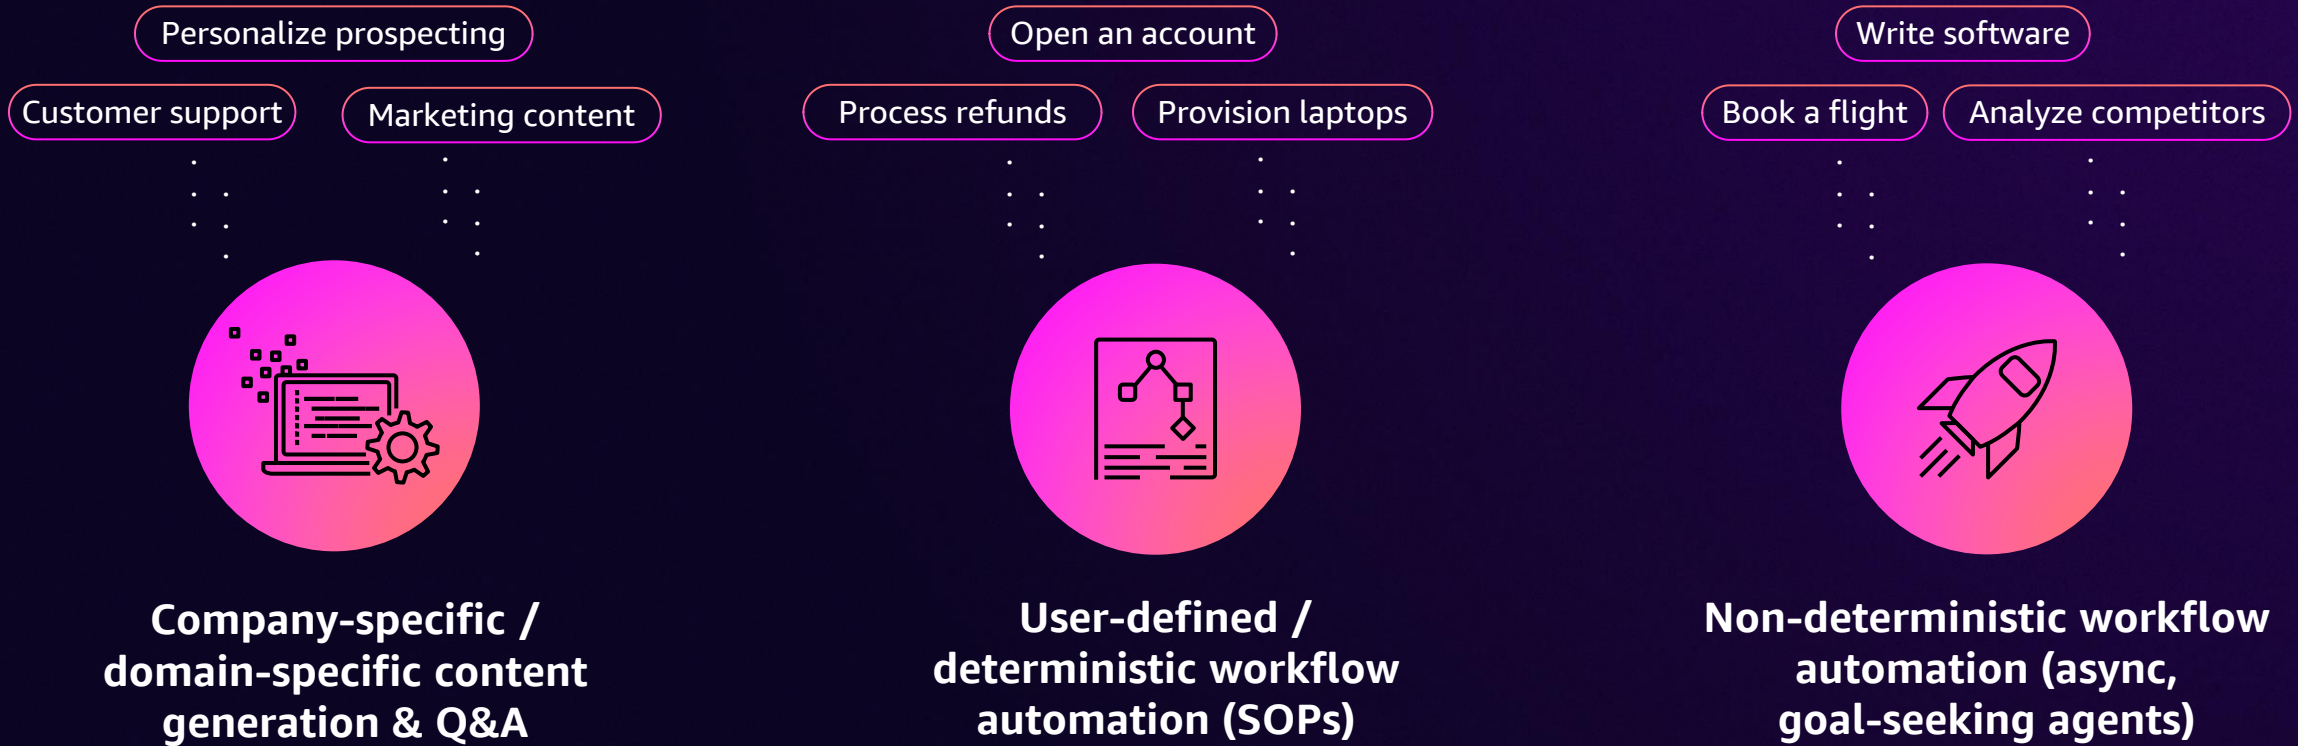 Personalize prospecting
Customer support
Marketing content
Company-specific /
domain-specific content
generation & Q&A
Open an account
Process refunds
Provision laptops
User-defined /
deterministic workflow
automation (SOPs)
Write software
Book a flight
Analyze competitors
Non-deterministic workflow
automation (async,
goal-seeking agents)